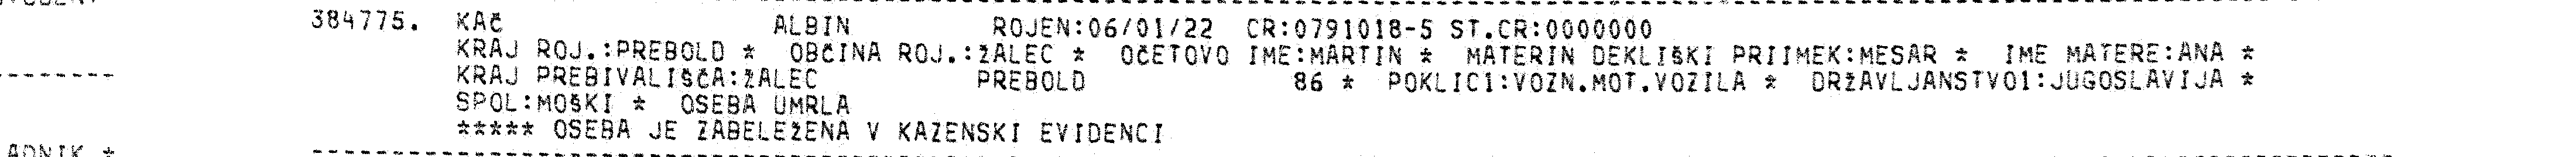 384775. KAČ ALBIN ROJEN:06/01/22 CR:0791018-5 ST.CR:0000000
KRAJ ROJ.:PREBOLD * OBČINA ROJ.:ŽALEC * OČETOVO IME:MARTIN * MATERIN DEKLIŠKI PRIIMEK:MESAR * IME MATERE:ANA *
KRAJ PREBIVALIŠČA:ŽALEC PREBOLD 86 * POKLIC1:VOZN.MOT.VOZILA * DRŽAVLJANSTVO1:JUGOSLAVIJA *
SPOL:MOŠKI * OSEBA UMRLA
***** OSEBA JE ZABELEŽENA V KAZENSKI EVIDENCI
ADNIK *